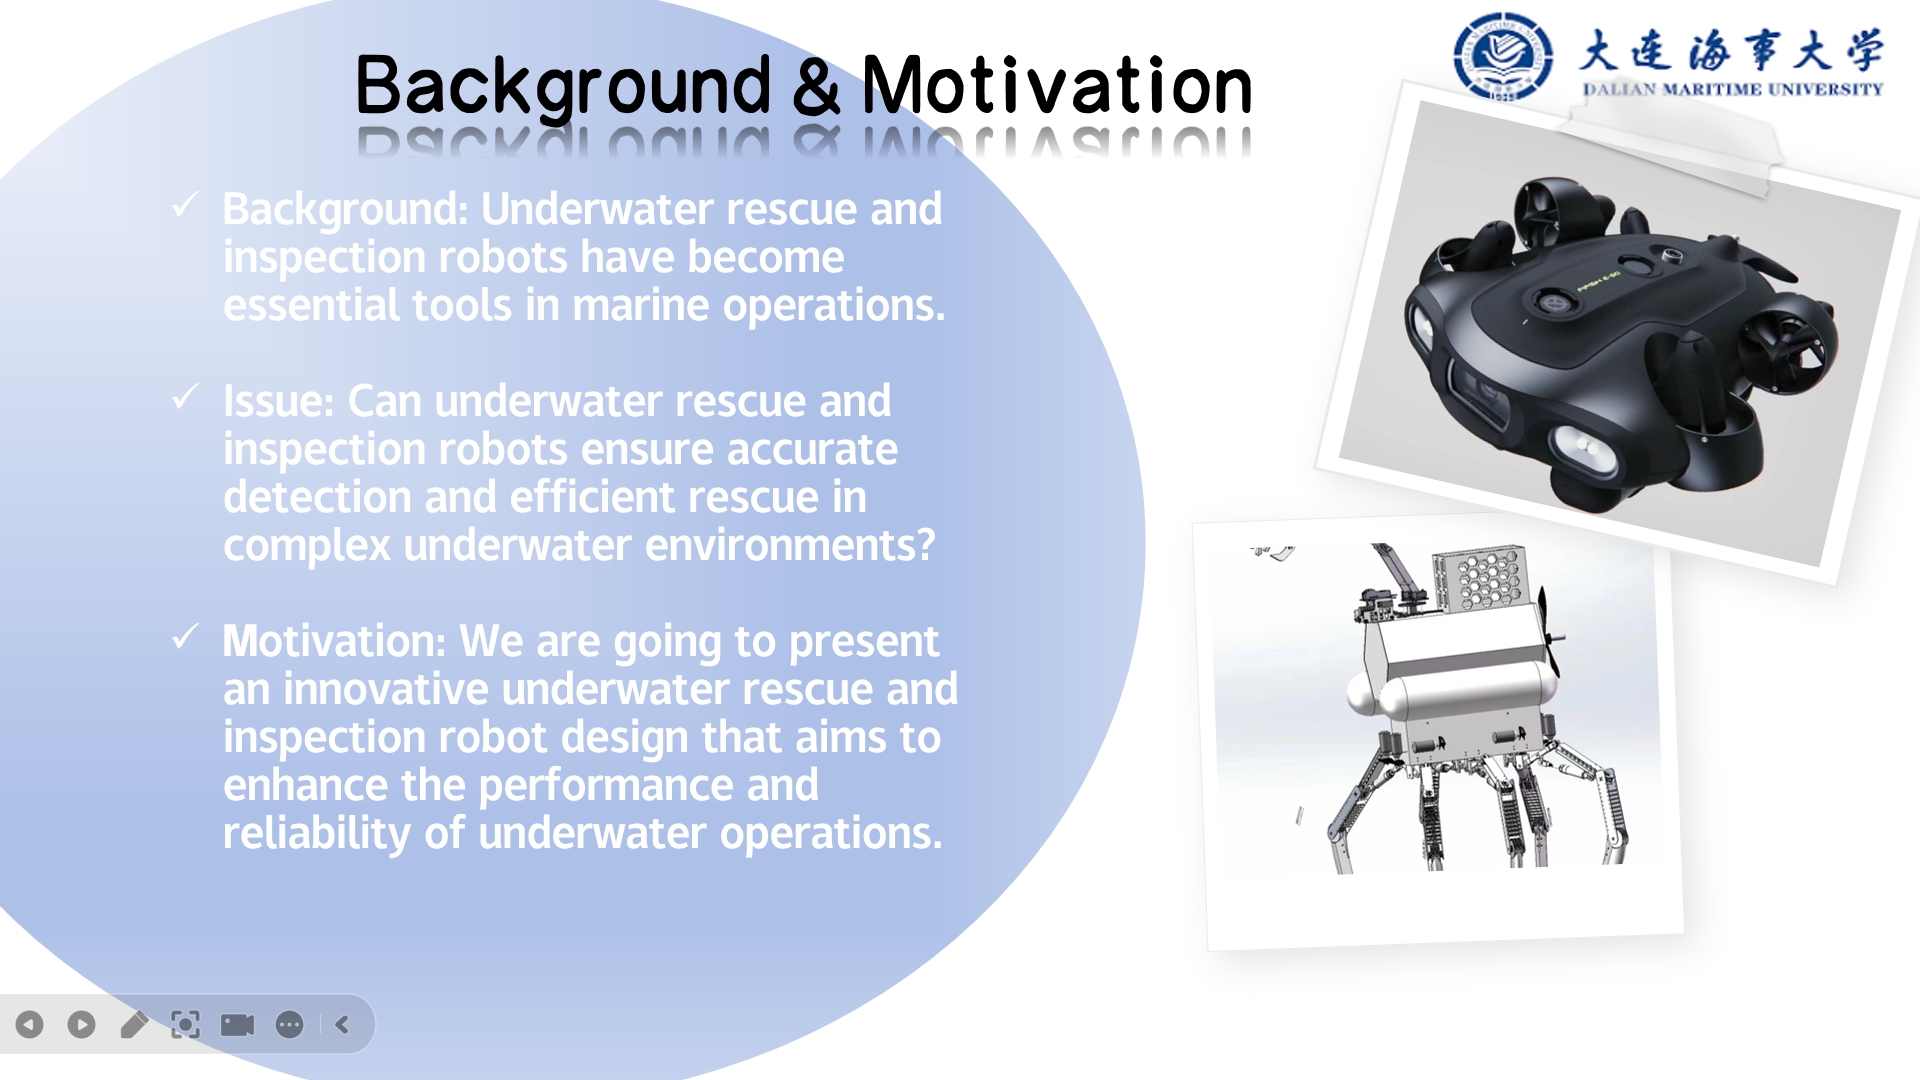 Background & Motivation
大连海事大学
DALIAN MARITIME UNIVERSITY
Background: Underwater rescue and
inspection robots have become
essential tools in marine operations.
Issue: Can underwater rescue and
inspection robots ensure accurate
detection and efficient rescue in
complex underwater environments?
Motivation: We are going to present
an innovative underwater rescue and
inspection robot design that aims to
enhance the performance and
reliability of underwater operations.